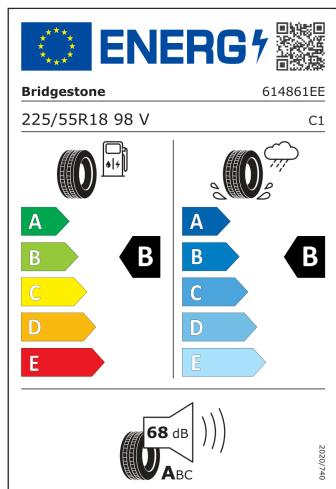 ENERG
Bridgestone 614861EE
225/55R18 98 V C1
A A
B B B B
C C
D D
E E
68 dB
ABC
2020/740